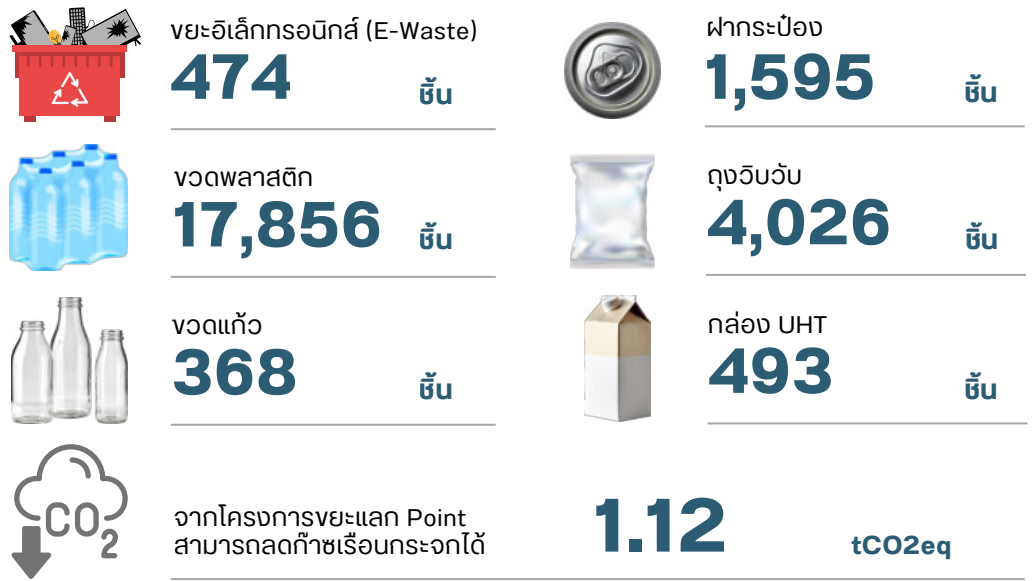 ขยะอิเล็กทรอนิกส์ (E-Waste)
474 ชิ้น
ฝากระป๋อง
1,595 ชิ้น
ขวดพลาสติก
17,856 ชิ้น
ถุงวิบวับ
4,026 ชิ้น
ขวดแก้ว
368 ชิ้น
กล่อง UHT
493 ชิ้น
CO2
จากโครงการขยะแลก Point
สามารถลดก๊าซเรือนกระจกได้
1.12 tCO2eq